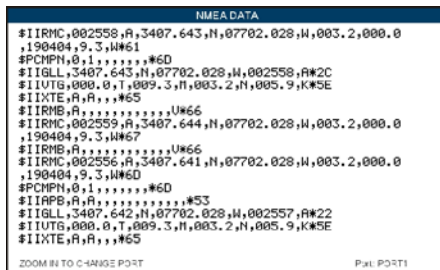 NMEA DATA
$IIRMC,002558,A,3407.643,N,07702.028,W,003.2,000.0
,190404,9.3,W*61
$PCMPN,0,1,,,,,,,*6D
$IIGLL,3407.643,N,07702.028,W,002558,A*2C
$IIVTG,000.0,T,009.3,M,003.2,N,005.9,K*5E
$IIXTE,A,A,,,*65
$IIRMB,A,,,,,,,,,,,,V*66
$IIRMC,002559,A,3407.644,N,07702.028,W,003.2,000.0
,190404,9.3,W*67
$IIRMB,A,,,,,,,,,,,,V*66
$IIRMC,002556,A,3407.641,N,07702.028,W,003.2,000.0
,190404,9.3,W*6D
$PCMPN,0,1,,,,,,,*6D
$IIAPB,A,A,,,,,,,,,,,,*53
$IIGLL,3407.642,N,07702.028,W,002557,A*22
$IIVTG,000.0,T,009.3,M,003.2,N,005.9,K*5E
$IIXTE,A,A,,,*65
ZOOM IN TO CHANGE PORT
Port: PORT1